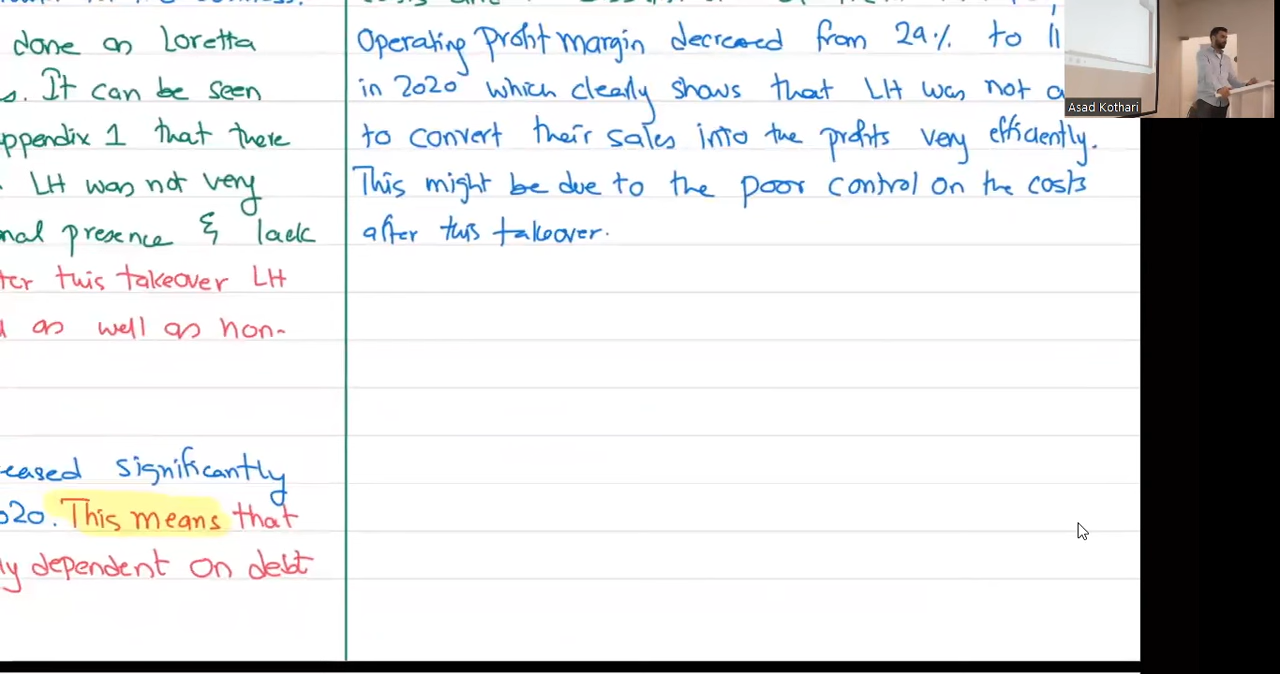 done on Loretta
s. It can be seen
ppendix 1 that there
LH was not very
nal presence & lack
ter this takeover LH
as well as non-
eased significantly
020. This means that
ly dependent on debt
Operating Profit margin decreased from 29% to 11
in 2020 which clearly shows that LH was not a
to convert their sales into the profits very efficiently.
This might be due to the poor control on the costs
after this takeover.
Asad Kothari